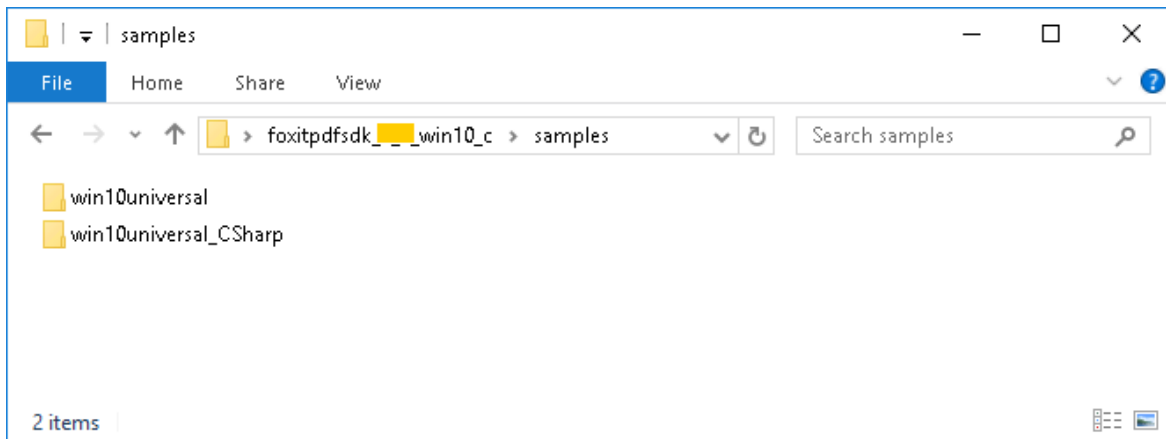 samples
File Home Share View
foxitpdfsdk_ _ _win10_c > samples Search samples
win10universal
win10universal_CSharp
2 items